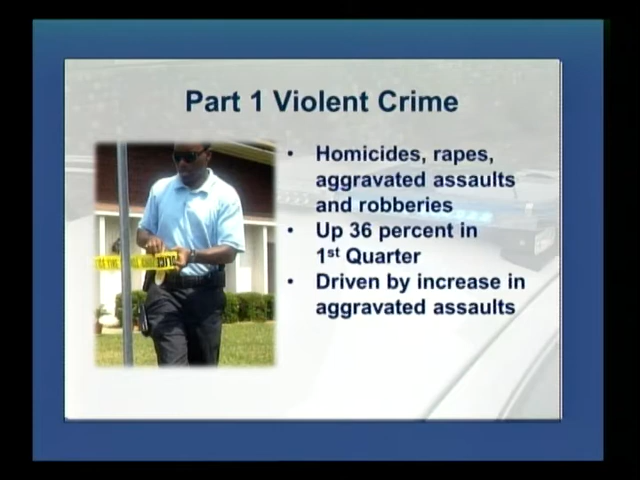 Part 1 Violent Crime
• Homicides, rapes,
aggravated assaults
and robberies
• Up 36 percent in
1st Quarter
• Driven by increase in
aggravated assaults